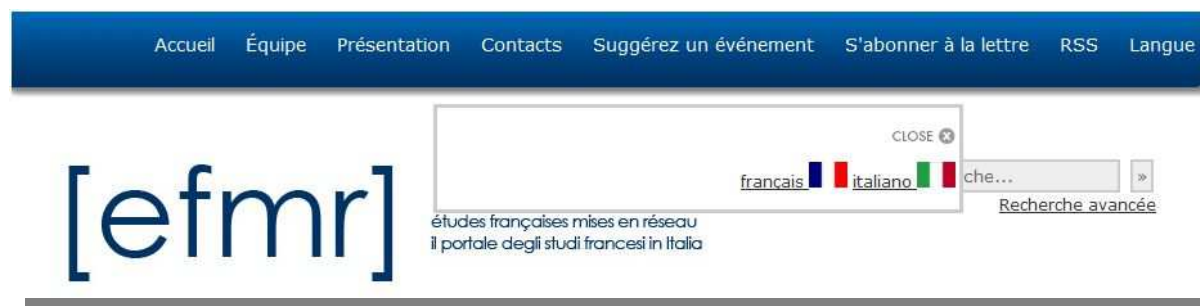 Accueil Équipe Présentation Contacts Suggérez un événement S'abonner à la lettre RSS Langue
CLOSE
français italiano
che... »
Recherche avancée
[efmr]
études françaises mises en réseau
il portale degli studi francesi in Italia